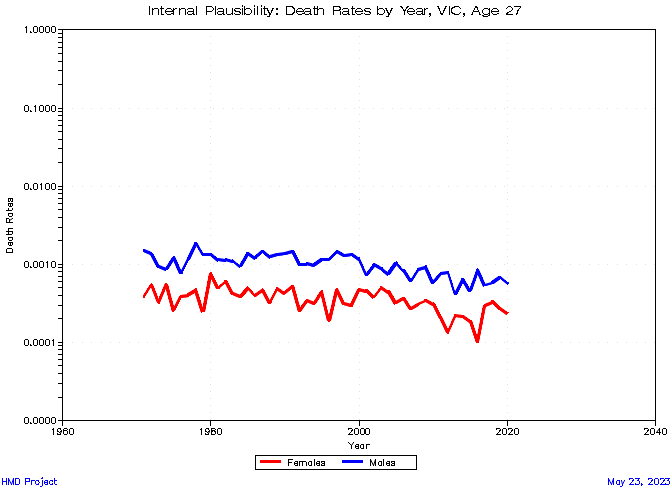 Internal Plausibility: Death Rates by Year, VIC, Age 27
1.0000
0.1000
0.0100
0.0010
0.0001
0.0000
Death Rates
1960
1980
2000
2020
2040
Year
Females
Males
HMD Project
May 23, 2023